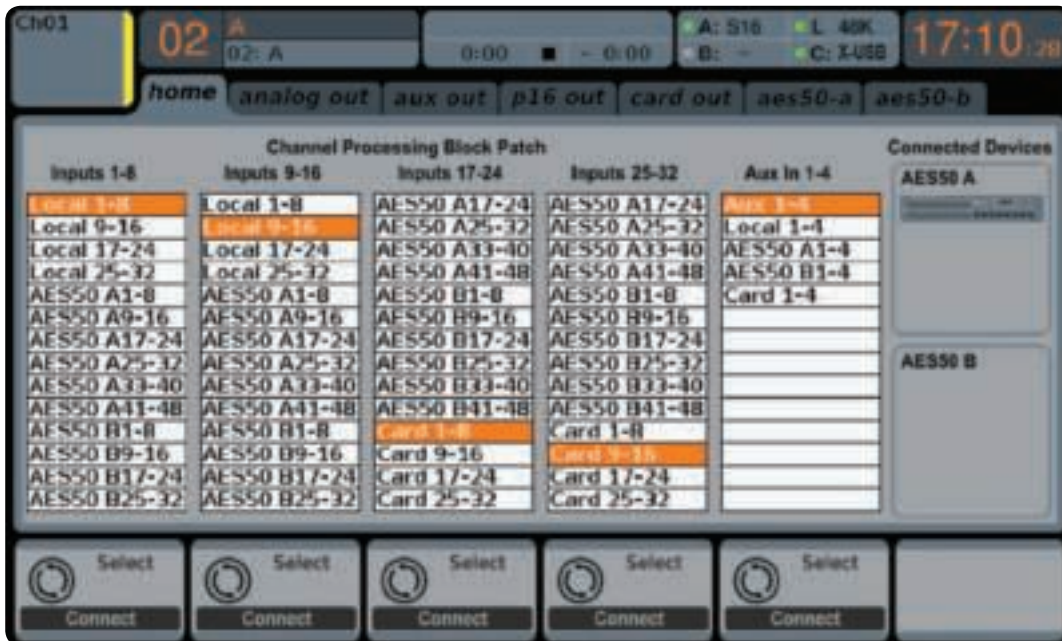 Ch01
02
A
02: A
0:00 ■ - 0:00
A: S16
L 48K
B: -
C: X-USB
17:10:28
home
analog out
aux out
p16 out
card out
aes50-a
aes50-b
Channel Processing Block Patch
Connected Devices
Inputs 1-8
Inputs 9-16
Inputs 17-24
Inputs 25-32
Aux In 1-4
Local 1-8
Local 9-16
Local 17-24
Local 25-32
AES50 A1-8
AES50 A9-16
AES50 A17-24
AES50 A25-32
AES50 A33-40
AES50 A41-48
AES50 B1-8
AES50 B9-16
AES50 B17-24
AES50 B25-32
Local 1-8
Local 9-16
Local 17-24
Local 25-32
AES50 A1-8
AES50 A9-16
AES50 A17-24
AES50 A25-32
AES50 A33-40
AES50 A41-48
AES50 B1-8
AES50 B9-16
AES50 B17-24
AES50 B25-32
AES50 A17-24
AES50 A25-32
AES50 A33-40
AES50 A41-48
AES50 B1-8
AES50 B9-16
AES50 B17-24
AES50 B25-32
AES50 B33-40
AES50 B41-48
Card 1-8
Card 9-16
Card 17-24
Card 25-32
AES50 A17-24
AES50 A25-32
AES50 A33-40
AES50 A41-48
AES50 B1-8
AES50 B9-16
AES50 B17-24
AES50 B25-32
AES50 B33-40
AES50 B41-48
Card 1-8
Card 9-16
Card 17-24
Card 25-32
Aux 1-4
Local 1-4
AES50 A1-4
AES50 B1-4
Card 1-4
AES50 A
AES50 B
Select
Connect
Select
Connect
Select
Connect
Select
Connect
Select
Connect